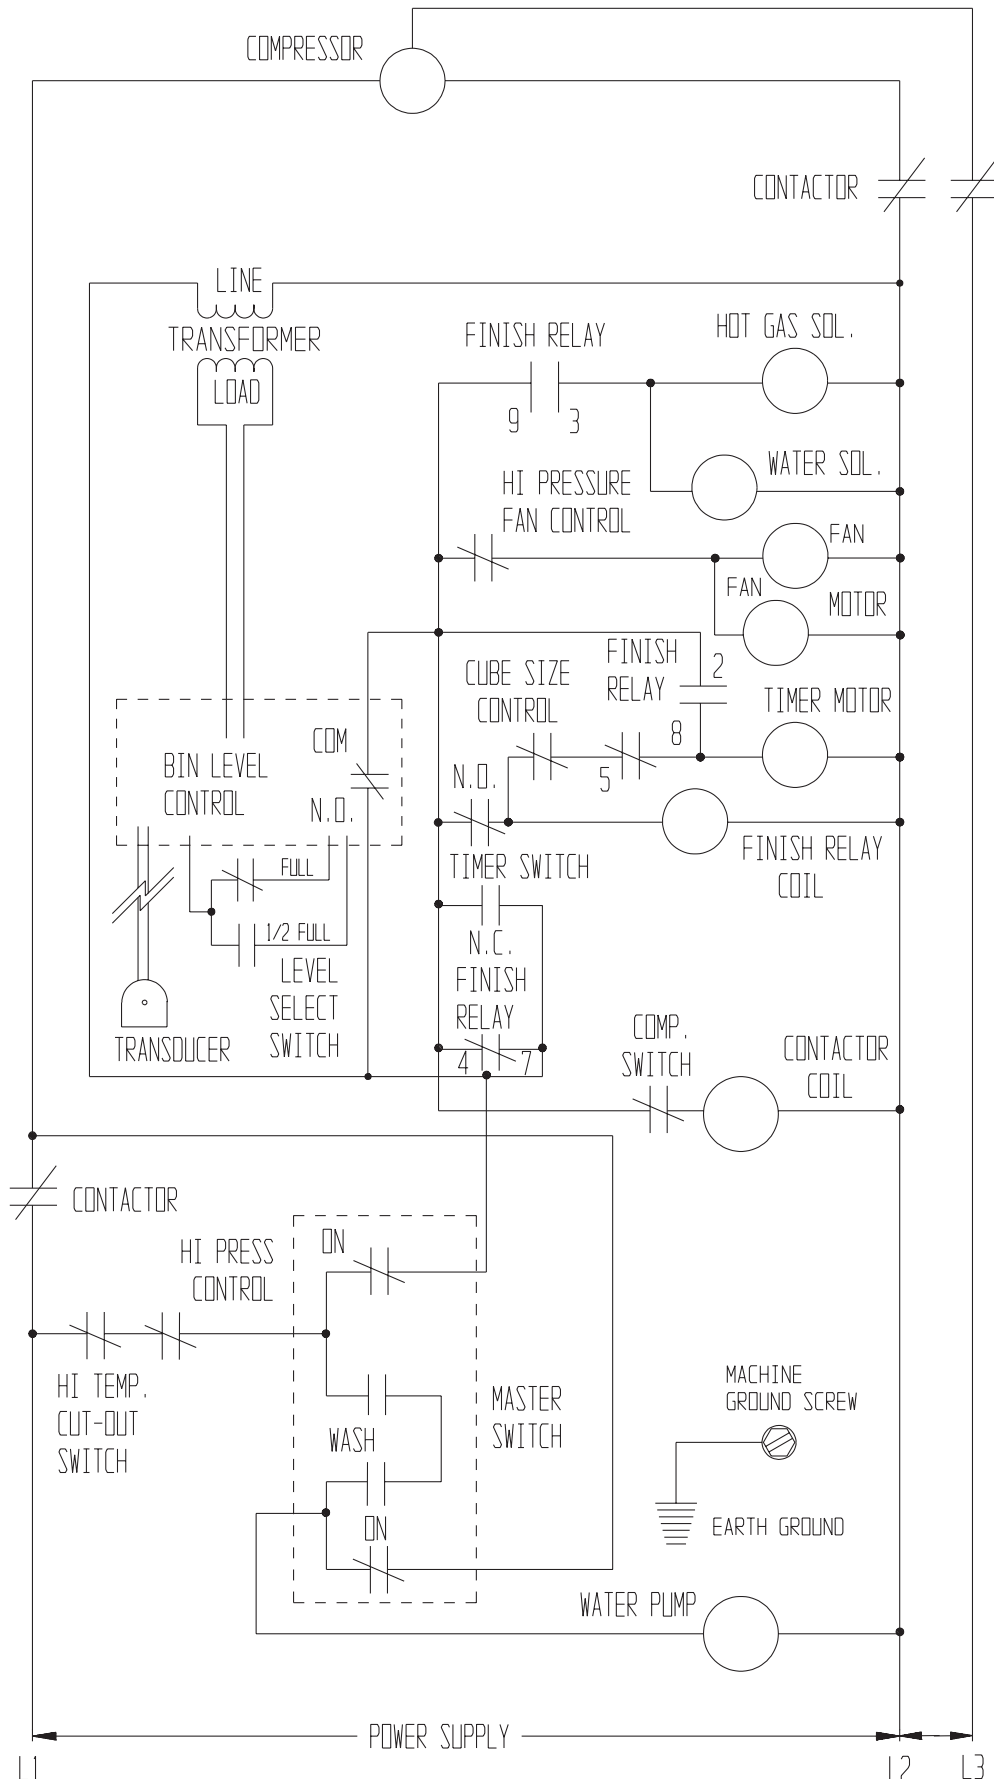 COMPRESSOR
CONTACTOR
LINE
TRANSFORMER
LOAD
FINISH RELAY
9 3
HOT GAS SOL.
WATER SOL.
HI PRESSURE
FAN CONTROL
FAN
FAN
MOTOR
CUBE SIZE
CONTROL
FINISH
RELAY
2
8
5
TIMER MOTOR
COM
BIN LEVEL
CONTROL
N.O.
N.O.
TIMER SWITCH
FINISH RELAY
COIL
FULL
1/2 FULL
LEVEL
SELECT
SWITCH
TRANSDUCER
N.C.
FINISH
RELAY
4 7
COMP.
SWITCH
CONTACTOR
COIL
CONTACTOR
HI PRESS
CONTROL
ON
HI TEMP.
CUT-OUT
SWITCH
WASH
MASTER
SWITCH
ON
MACHINE
GROUND SCREW
EARTH GROUND
WATER PUMP
POWER SUPPLY
L1 L2 L3